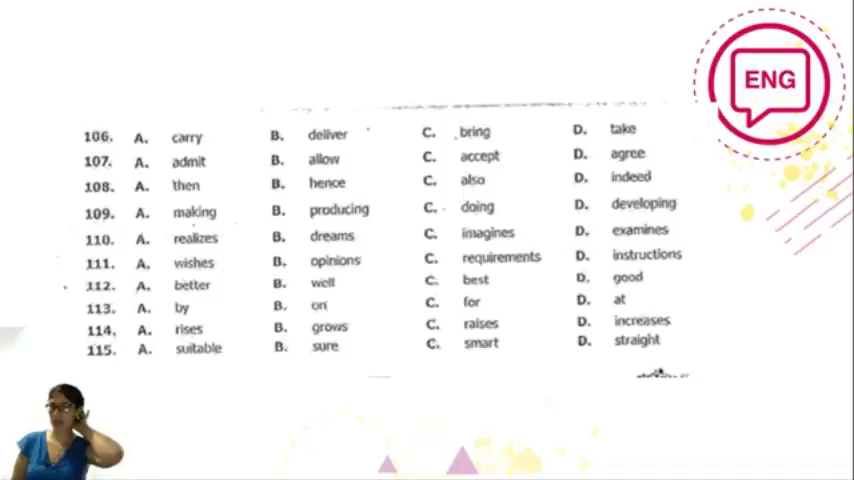 ENG
106. A. carry B. deliver C. bring D. take
107. A. admit B. allow C. accept D. agree
108. A. then B. hence C. also D. indeed
109. A. making B. producing C. doing D. developing
110. A. realizes B. dreams C. imagines D. examines
111. A. wishes B. opinions C. requirements D. instructions
112. A. better B. well C. best D. good
113. A. by B. on C. for D. at
114. A. rises B. grows C. raises D. increases
115. A. suitable B. sure C. smart D. straight